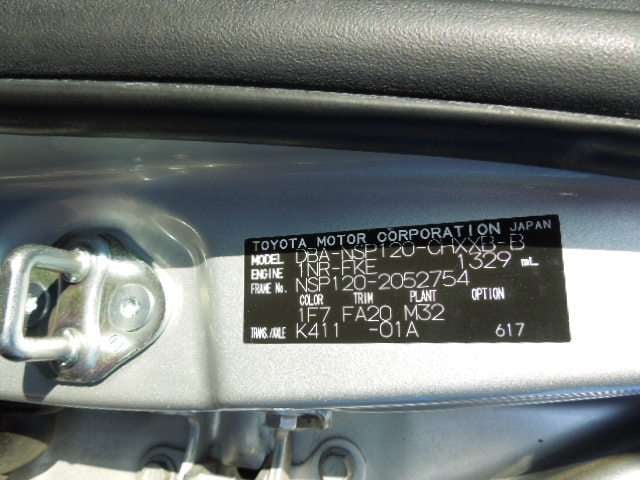 TOYOTA MOTOR CORPORATION JAPAN
MODEL DBA-NSP120-CHXXB-B
ENGINE 1NR-FKE 1329 mL
FRAME No. NSP120-2052754
COLOR TRIM PLANT OPTION
1F7 FA20 M32
TRANS./AXLE K411 -01A 617